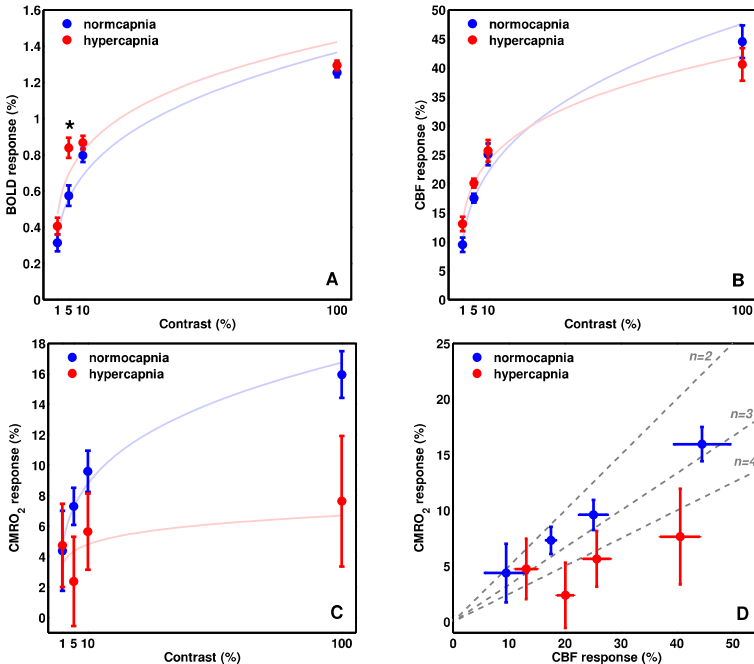 1.6
1.4
1.2
1
0.8
0.6
0.4
0.2
0
BOLD response (%)
normcapnia
hypercapnia
*
A
1 5 10 100
Contrast (%)
50
45
40
35
30
25
20
15
10
5
0
CBF response (%)
normocapnia
hypercapnia
B
1 5 10 100
Contrast (%)
18
16
14
12
10
8
6
4
2
0
CMRO2 response (%)
normocapnia
hypercapnia
C
1 5 10 100
Contrast (%)
25
20
15
10
5
0
CMRO2 response (%)
normocapnia
hypercapnia
n=2
n=3
n=4
D
0 10 20 30 40 50
CBF response (%)